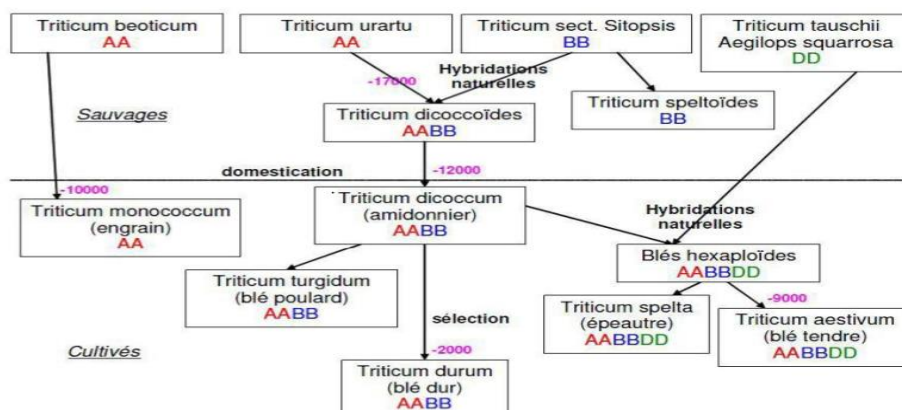 Triticum beoticum
AA
Triticum urartu
AA
Triticum sect. Sitopsis
BB
Triticum tauschii
Aegilops squarrosa
DD
-17000
Hybridations
naturelles
Sauvages
Triticum dicoccoïdes
AABB
Triticum speltoïdes
BB
domestication
-12000
-10000
Triticum monococcum
(engrain)
AA
Triticum dicoccum
(amidonnier)
AABB
Hybridations
naturelles
Blés hexaploïdes
AABBDD
Triticum turgidum
(blé poulard)
AABB
sélection
-9000
Triticum spelta
(épeautre)
AABBDD
Triticum aestivum
(blé tendre)
AABBDD
Cultivés
-2000
Triticum durum
(blé dur)
AABB